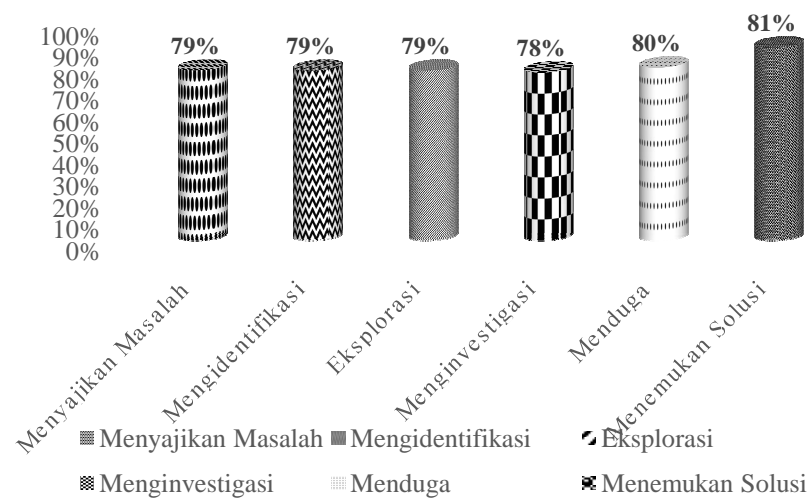 81%
79% 79% 79% 78% 80%
100%
90%
80%
70%
60%
50%
40%
30%
20%
10%
0%
Menyajikan Masalah
Mengidentifikasi
Eksplorasi
Menginvestigasi
Menduga
Menemukan Solusi
Menyajikan Masalah Mengidentifikasi Eksplorasi
Menginvestigasi Menduga Menemukan Solusi